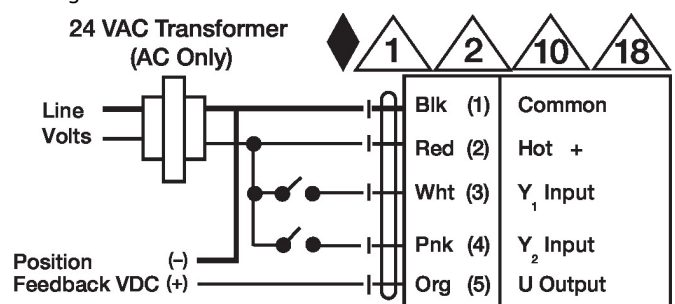 24 VAC Transformer
(AC Only)
1 2 10 18
Line
Volts
Blk (1) Common
Red (2) Hot +
Wht (3) Y1 Input
Pnk (4) Y2 Input
Position (-)
Feedback VDC (+)
Org (5) U Output